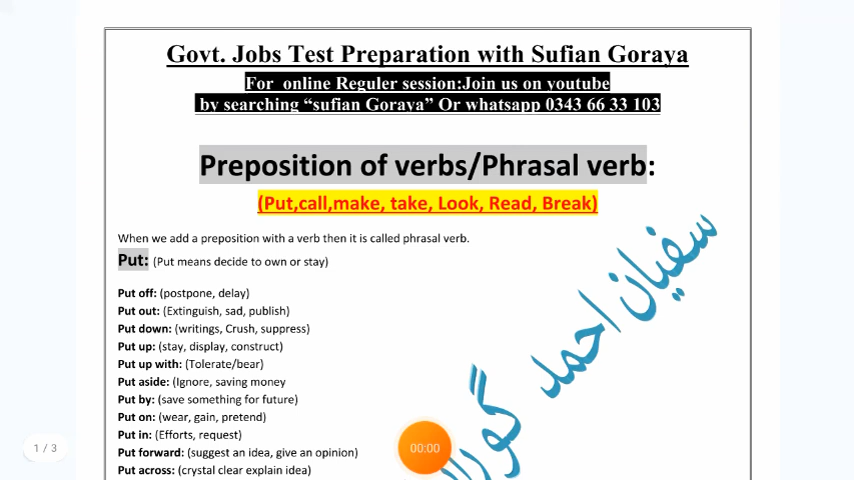 Govt. Jobs Test Preparation with Sufian Goraya
For online Reguler session:Join us on youtube
by searching “sufian Goraya” Or whatsapp 0343 66 33 103
Preposition of verbs/Phrasal verb:
(Put,call,make, take, Look, Read, Break)
When we add a preposition with a verb then it is called phrasal verb.
Put: (Put means decide to own or stay)
Put off: (postpone, delay)
Put out: (Extinguish, sad, publish)
Put down: (writings, Crush, suppress)
Put up: (stay, display, construct)
Put up with: (Tolerate/bear)
Put aside: (Ignore, saving money
Put by: (save something for future)
Put on: (wear, gain, pretend)
Put in: (Efforts, request)
Put forward: (suggest an idea, give an opinion)
Put across: (crystal clear explain idea)
سفیان احمد
1 / 3
00:00